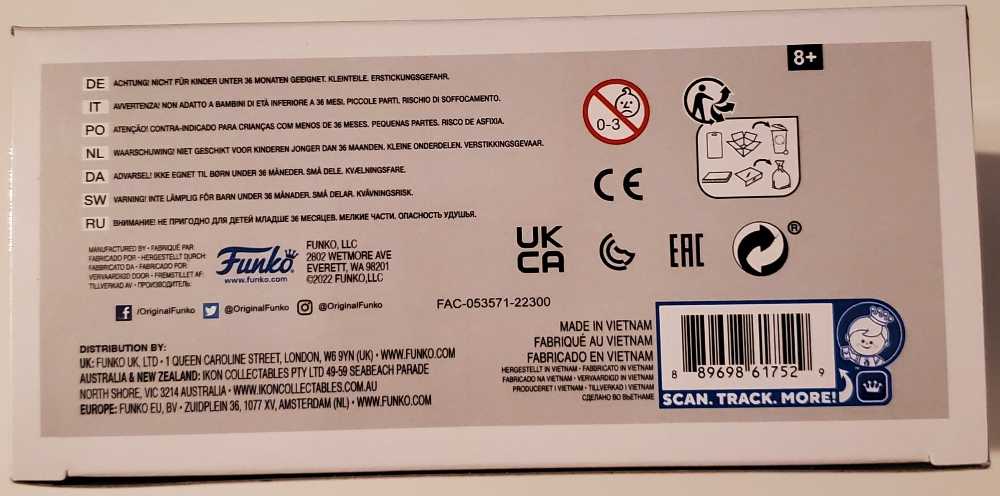 8+
DE ACHTUNG! NICHT FÜR KINDER UNTER 36 MONATEN GEEIGNET. KLEINTEILE. ERSTICKUNGSGEFAHR.
IT AVVERTENZA! NON ADATTO A BAMBINI DI ETÀ INFERIORE A 36 MESI. PICCOLE PARTI. RISCHIO DI SOFFOCAMENTO.
PO ATENÇÃO! CONTRA-INDICADO PARA CRIANÇAS COM MENOS DE 36 MESES. PEQUENAS PARTES. RISCO DE ASFIXIA.
NL WAARSCHUWING! NIET GESCHIKT VOOR KINDEREN JONGER DAN 36 MAANDEN. KLEINE ONDERDELEN. VERSTIKKINGSGEVAAR.
DA ADVARSEL! IKKE EGNET TIL BØRN UNDER 36 MÅNEDER. SMÅ DELE. KVÆLNINGSFARE.
SW VARNING! INTE LÄMPLIG FÖR BARN UNDER 36 MÅNADER. SMÅ DELAR. KVÄVNINGSRISK.
RU ВНИМАНИЕ! НЕ ПРИГОДНО ДЛЯ ДЕТЕЙ МЛАДШЕ 36 МЕСЯЦЕВ. МЕЛКИЕ ЧАСТИ. ОПАСНОСТЬ УДУШЬЯ.
0-3
CE
UK
CA
EAC
®
MANUFACTURED BY • FABRIQUÉ PAR
FABRICADO POR • HERGESTELLT DURCH:
FABBRICATO DA • FABRICADO POR:
VERVAARDIGD DOOR • FREMSTILLET AF:
TILLVERKAD AV • ПРОИЗВОДИТЕЛЬ:
Funko
www.funko.com
FUNKO, LLC
2802 WETMORE AVE
EVERETT, WA 98201
©2022 FUNKO,LLC
/OriginalFunko @OriginalFunko @OriginalFunko
FAC-053571-22300
DISTRIBUTION BY:
UK: FUNKO UK, LTD • 1 QUEEN CAROLINE STREET, LONDON, W6 9YN (UK) • WWW.FUNKO.COM
AUSTRALIA & NEW ZEALAND: IKON COLLECTABLES PTY LTD 49-59 SEABEACH PARADE
NORTH SHORE, VIC 3214 AUSTRALIA • WWW.IKONCOLLECTABLES.COM.AU
EUROPE: FUNKO EU, BV • ZUIDPLEIN 36, 1077 XV, AMSTERDAM (NL) • WWW.FUNKO.COM
MADE IN VIETNAM
FABRIQUÉ AU VIETNAM
FABRICADO EN VIETNAM
HERGESTELLT IN VIETNAM • FABBRICATO IN VIETNAM
FABRICADO NA VIETNAM • VERVAARDIGD IN VIETNAM
PRODUCERET I VIETNAM • TILLVERKAD I VIETNAM
СДЕЛАНО ВО ВЬЕТНАМЕ
8 89698 61752 9
SCAN. TRACK. MORE!